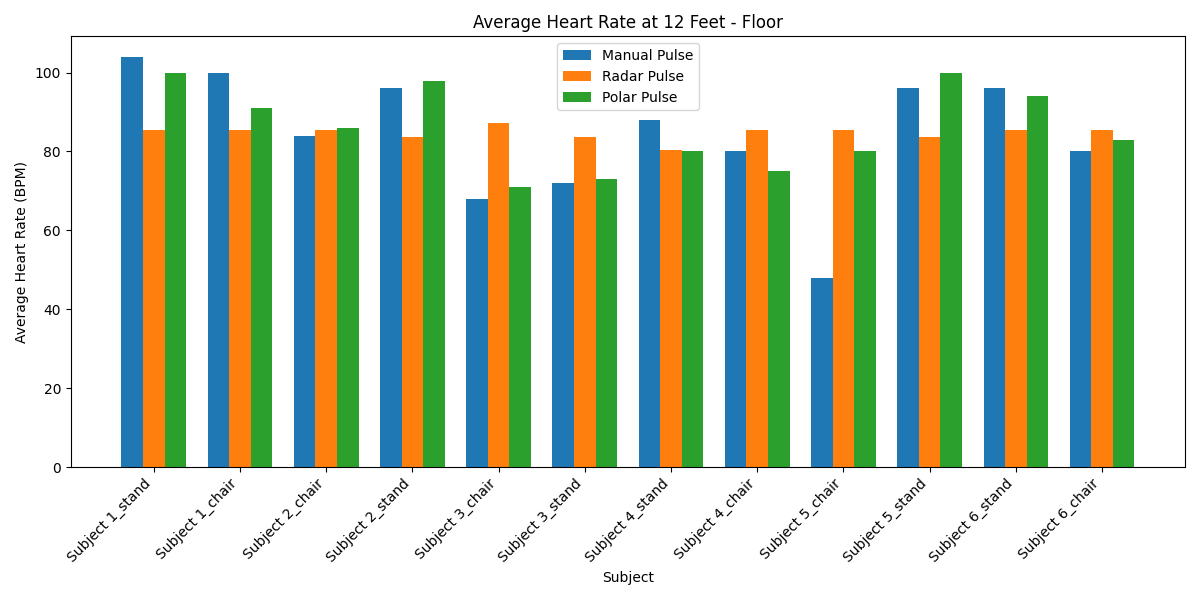 Average Heart Rate at 12 Feet - Floor
Manual Pulse
Radar Pulse
Polar Pulse
Average Heart Rate (BPM)
100
80
60
40
20
0
Subject 1_stand
Subject 1_chair
Subject 2_chair
Subject 2_stand
Subject 3_chair
Subject 3_stand
Subject 4_stand
Subject 4_chair
Subject 5_chair
Subject 5_stand
Subject 6_stand
Subject 6_chair
Subject